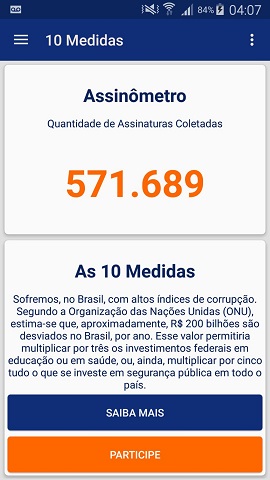 84% 04:07
10 Medidas
Assinômetro
Quantidade de Assinaturas Coletadas
571.689
As 10 Medidas
Sofremos, no Brasil, com altos índices de corrupção.
Segundo a Organização das Nações Unidas (ONU),
estima-se que, aproximadamente, R$ 200 bilhões são
desviados no Brasil, por ano. Esse valor permitiria
multiplicar por três os investimentos federais em
educação ou em saúde, ou, ainda, multiplicar por cinco
tudo o que se investe em segurança pública em todo o
país.
SAIBA MAIS
PARTICIPE